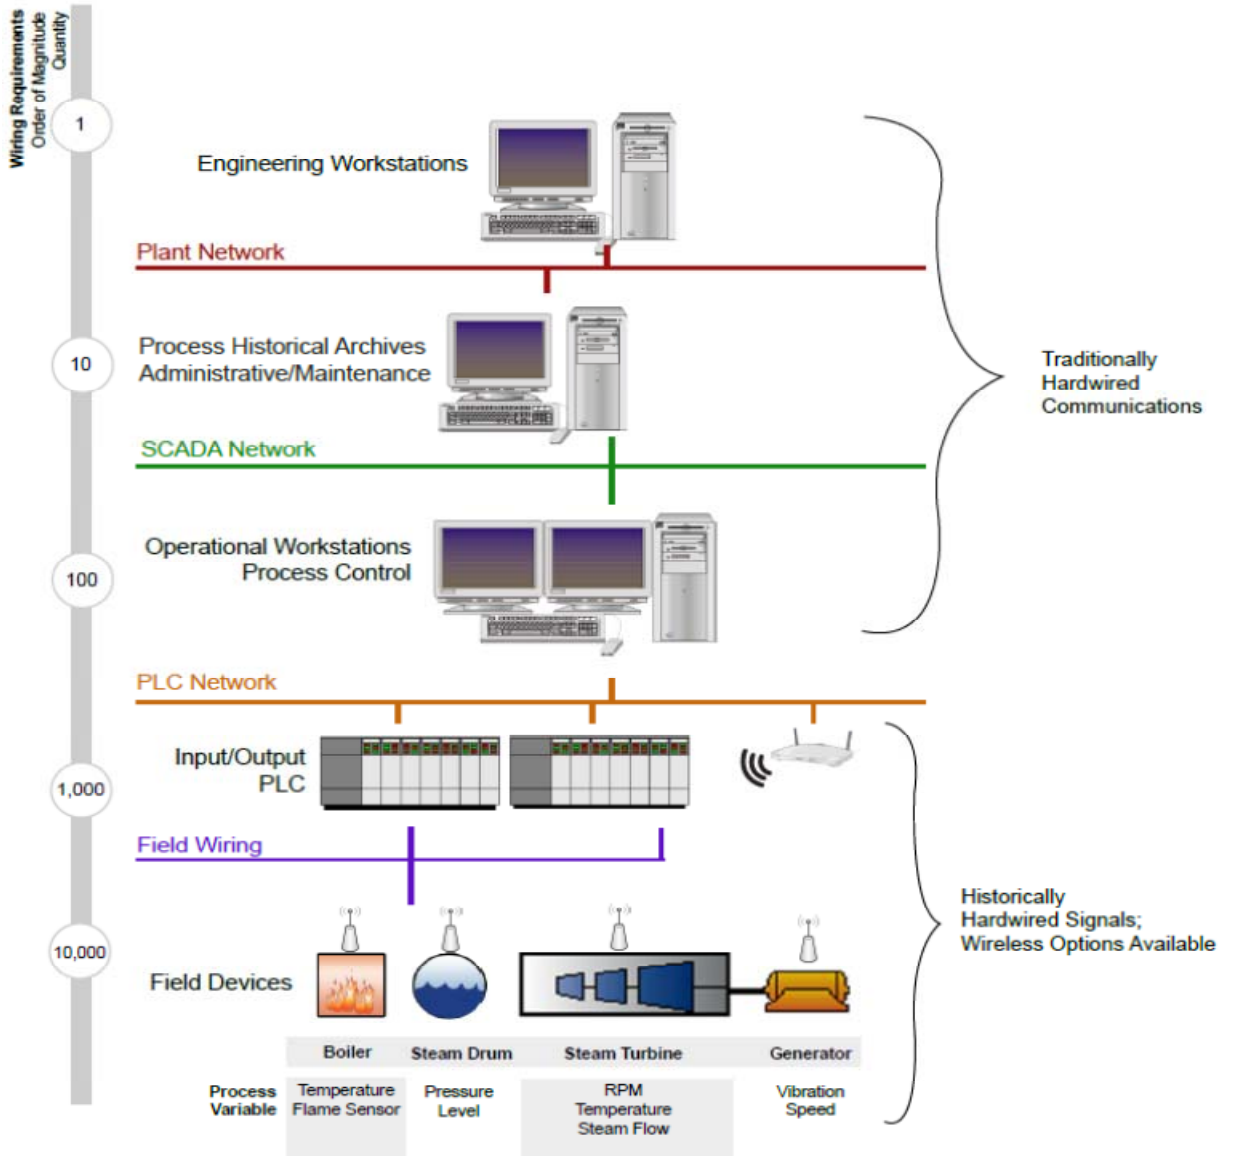 Wiring Requirements
Order of Magnitude
Quantity
1
Engineering Workstations
Plant Network
10
Process Historical Archives
Administrative/Maintenance
Traditionally
Hardwired
Communications
SCADA Network
100
Operational Workstations
Process Control
PLC Network
1,000
Input/Output
PLC
Field Wiring
10,000
Field Devices
Historically
Hardwired Signals;
Wireless Options Available
Boiler Steam Drum Steam Turbine Generator
Process
Variable
Temperature
Flame Sensor
Pressure
Level
RPM
Temperature
Steam Flow
Vibration
Speed